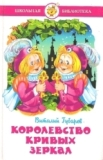 ШКОЛЬНАЯ БИБЛИОТЕКА
Виталий Губарев
КОРОЛЕВСТВО
КРИВЫХ
ЗЕРКАЛ